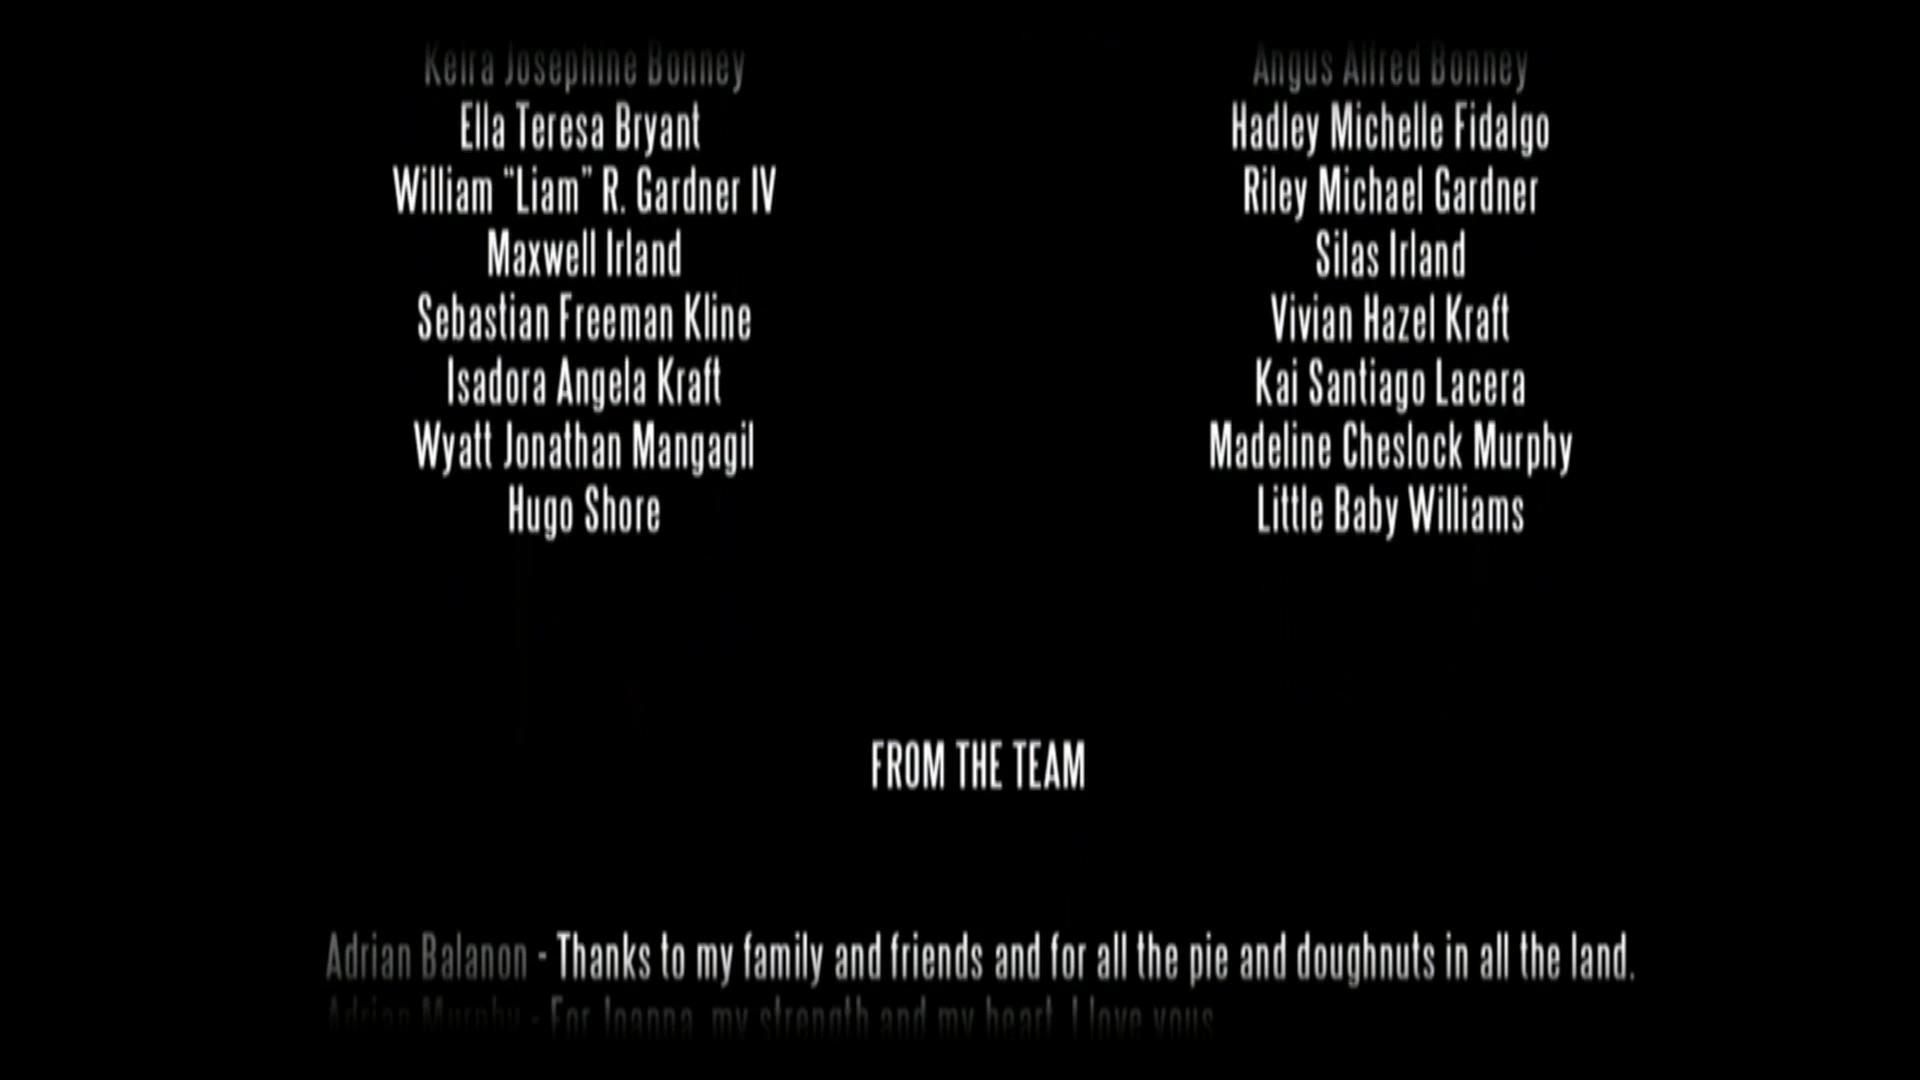 Keira Josephine Bonney
Angus Alfred Bonney
Ella Teresa Bryant
Hadley Michelle Fidalgo
William “Liam” R. Gardner IV
Riley Michael Gardner
Maxwell Irland
Silas Irland
Sebastian Freeman Kline
Vivian Hazel Kraft
Isadora Angela Kraft
Kai Santiago Lacera
Wyatt Jonathan Mangagil
Madeline Cheslock Murphy
Hugo Shore
Little Baby Williams
FROM THE TEAM
Adrian Balanon - Thanks to my family and friends and for all the pie and doughnuts in all the land.
Adrian Murphy - For Joanna, my strength and my heart. I love yous